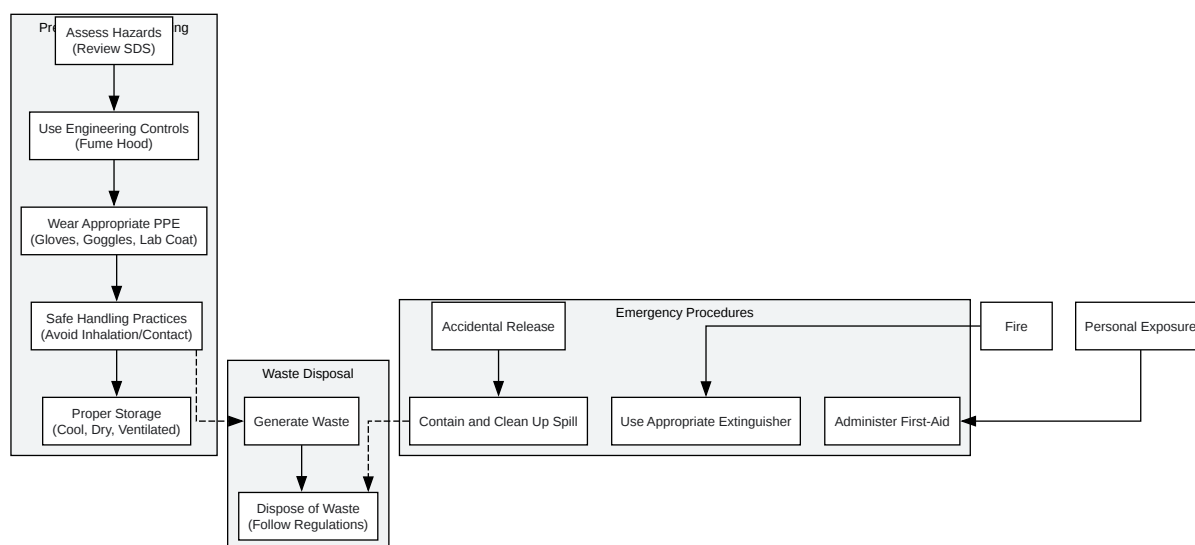 Assess Hazards
(Review SDS)
Use Engineering Controls
(Fume Hood)
Wear Appropriate PPE
(Gloves, Goggles, Lab Coat)
Safe Handling Practices
(Avoid Inhalation/Contact)
Proper Storage
(Cool, Dry, Ventilated)
Waste Disposal
Generate Waste
Dispose of Waste
(Follow Regulations)
Emergency Procedures
Accidental Release
Contain and Clean Up Spill
Use Appropriate Extinguisher
Administer First-Aid
Fire
Personal Exposure